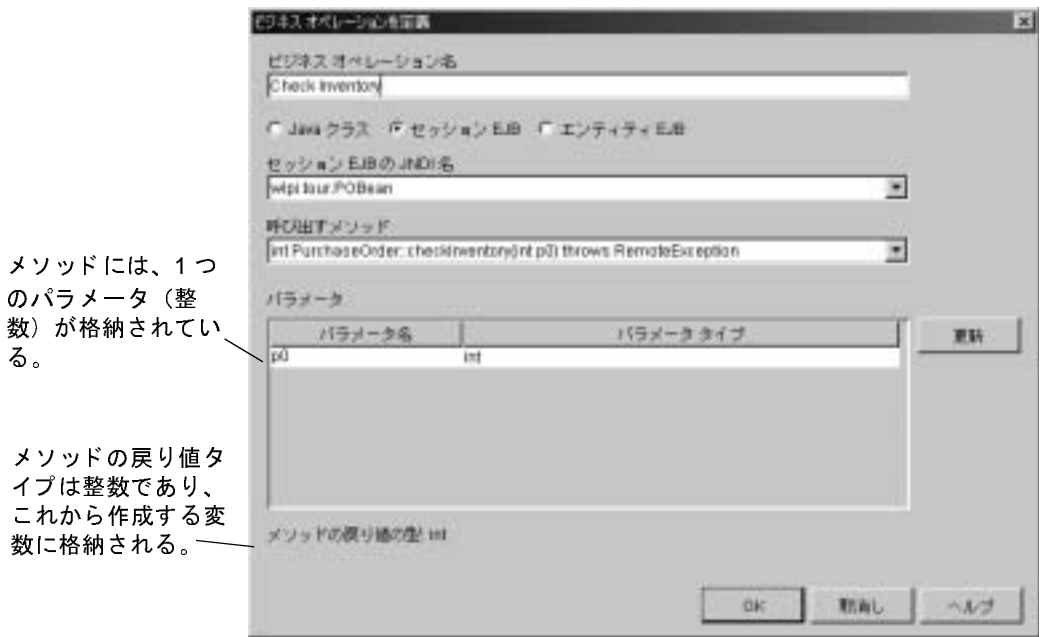 ビジネス オペレーションを定義
ビジネス オペレーション名
Check Inventory
Java クラス セッション EJB エンティティ EJB
セッション EJB の JNDI 名
wlpi.tour.POBean
呼び出すメソッド
int PurchaseOrder: checkInventory(int p0) throws RemoteException
メソッドには、1 つ
のパラメータ（整
数）が格納されてい
る。
パラメータ
パラメータ名 パラメータ タイプ
p0 int
更新
メソッドの戻り値タ
イプは整数であり、
これから作成する変
数に格納される。
メソッドの戻り値の型: int
OK 取消し ヘルプ